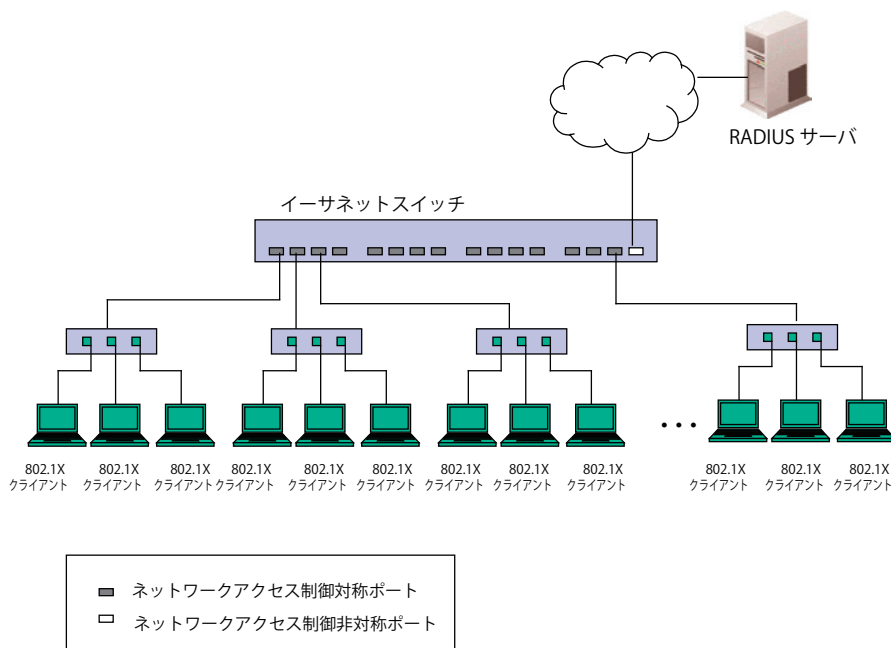 RADIUS サーバ
イーサネットスイッチ
...
802.1X 802.1X 802.1X 802.1X 802.1X 802.1X 802.1X 802.1X 802.1X 802.1X 802.1X 802.1X
クライアント クライアント クライアント クライアント クライアント クライアント クライアント クライアント クライアント クライアント クライアント クライアント
ネットワークアクセス制御対称ポート
ネットワークアクセス制御非対称ポート